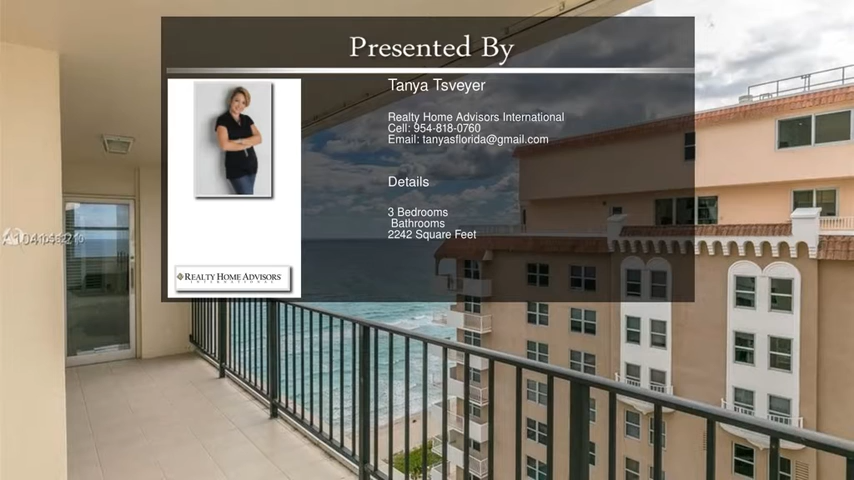 Presented By
Tanya Tsveyer
Realty Home Advisors International
Cell: 954-818-0760
Email: tanyasflorida@gmail.com
Details
3 Bedrooms
Bathrooms
2242 Square Feet
REALTY HOME ADVISORS
INTERNATIONAL